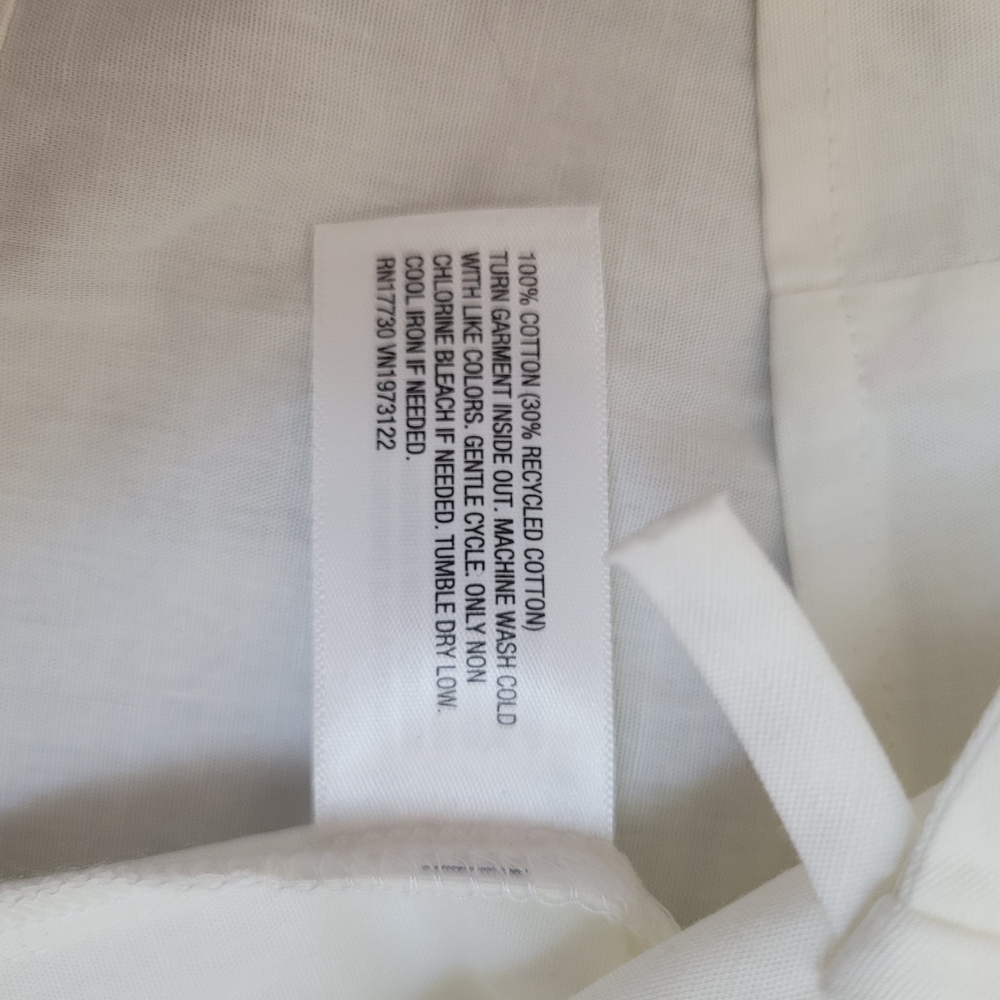 100% COTTON (30% RECYCLED COTTON)
TURN GARMENT INSIDE OUT. MACHINE WASH COLD
WITH LIKE COLORS. GENTLE CYCLE. ONLY NON
CHLORINE BLEACH IF NEEDED. TUMBLE DRY LOW.
COOL IRON IF NEEDED.
RN17730 VN1973122